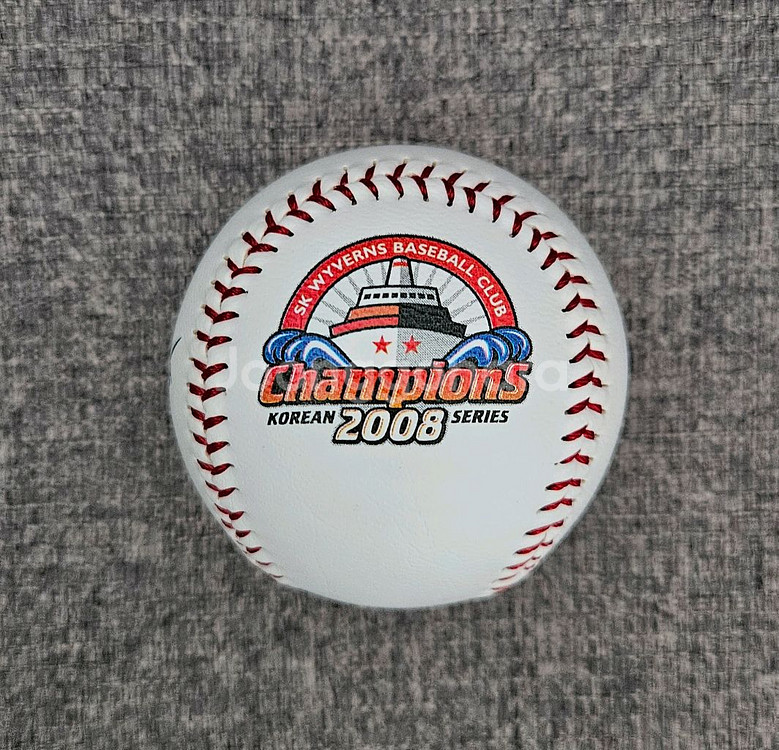 SK WYVERNS BASEBALL CLUB
Champions
KOREAN 2008 SERIES